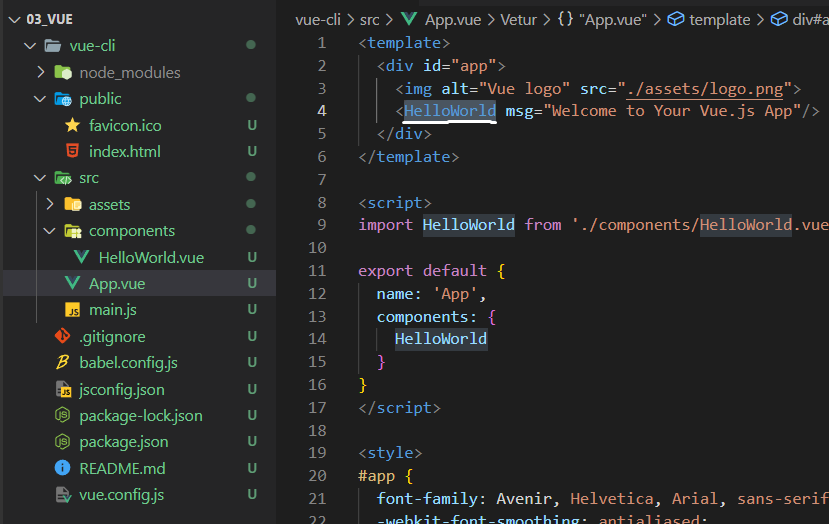 03_VUE
vue-cli
node_modules
public
favicon.ico U
index.html U
src
assets
components
HelloWorld.vue U
App.vue U
main.js U
.gitignore U
babel.config.js U
jsconfig.json U
package-lock.json U
package.json U
README.md U
vue.config.js U
vue-cli > src > App.vue > Vetur > {} "App.vue" > template > div#a
1 <template>
2 <div id="app">
3 <img alt="Vue logo" src="./assets/logo.png">
4 <HelloWorld msg="Welcome to Your Vue.js App"/>
5 </div>
6 </template>
7
8 <script>
9 import HelloWorld from './components/HelloWorld.vue
10
11 export default {
12 name: 'App',
13 components: {
14 HelloWorld
15 }
16 }
17 </script>
18
19 <style>
20 #app {
21 font-family: Avenir, Helvetica, Arial, sans-serif
22 -webkit-font-smoothing: antialiased;